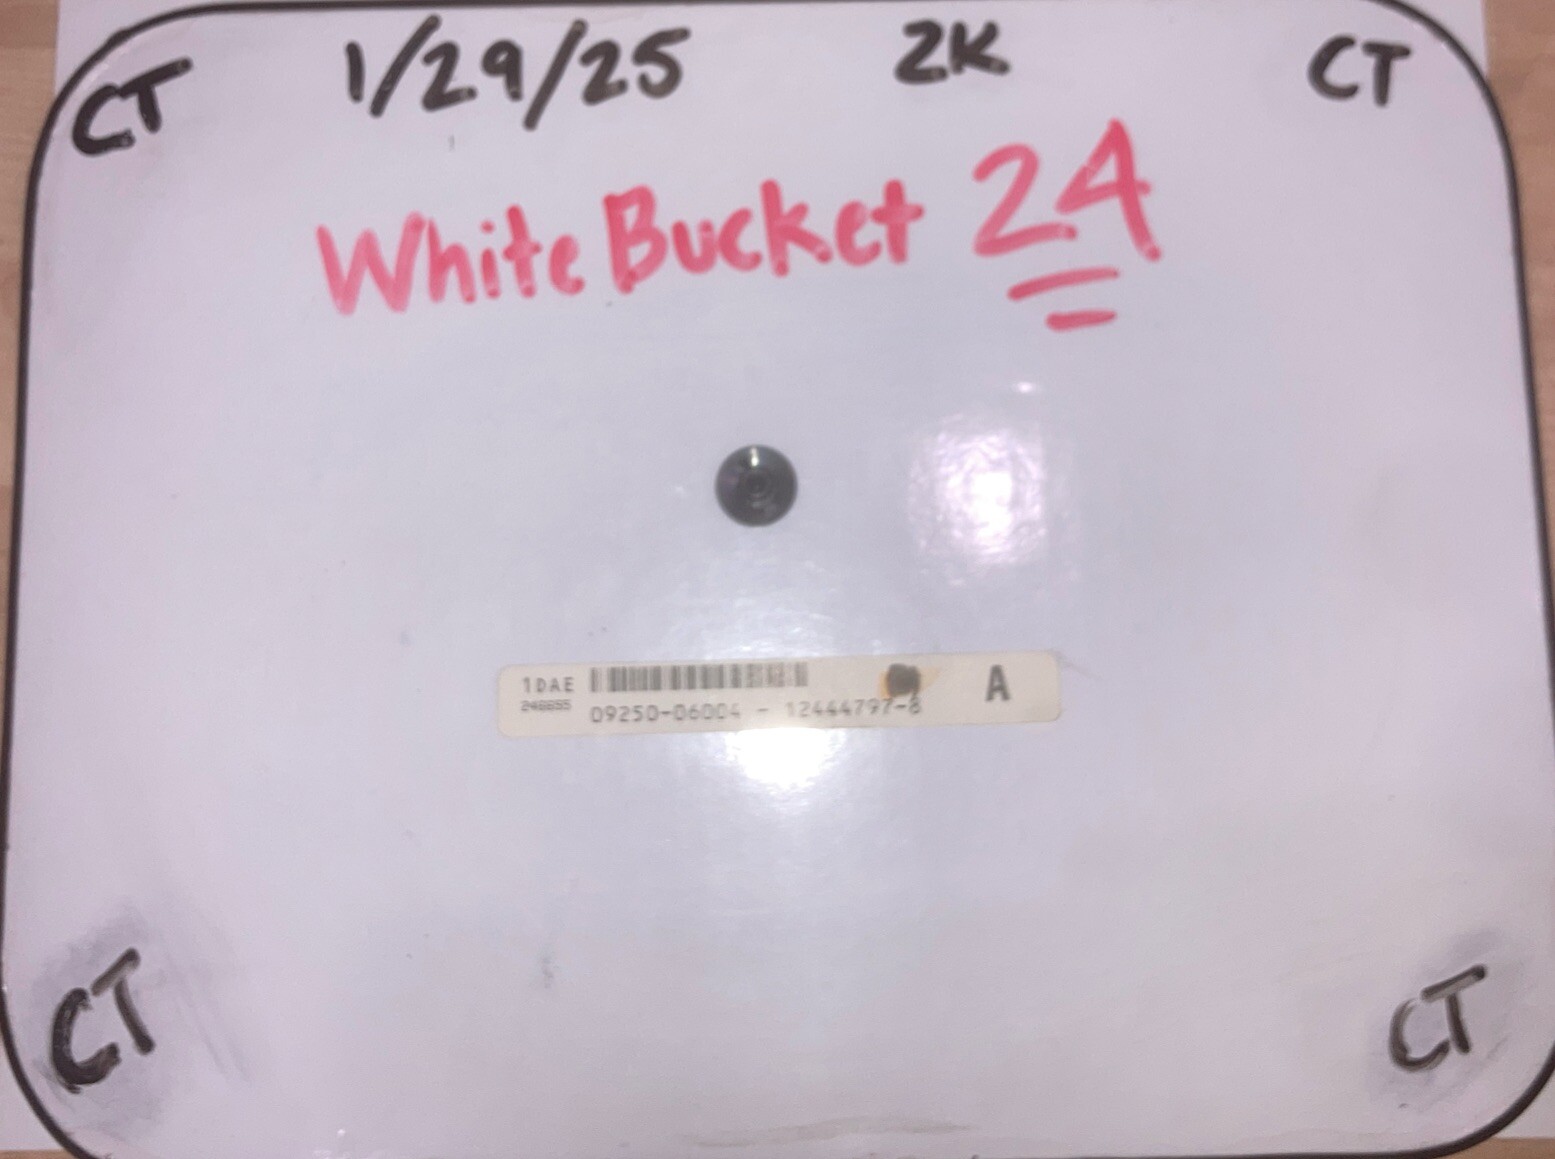 CT 1/29/25 2K CT
White Bucket 24
1DAE
246655 09250-06004 - 12444797-8 A
CT CT